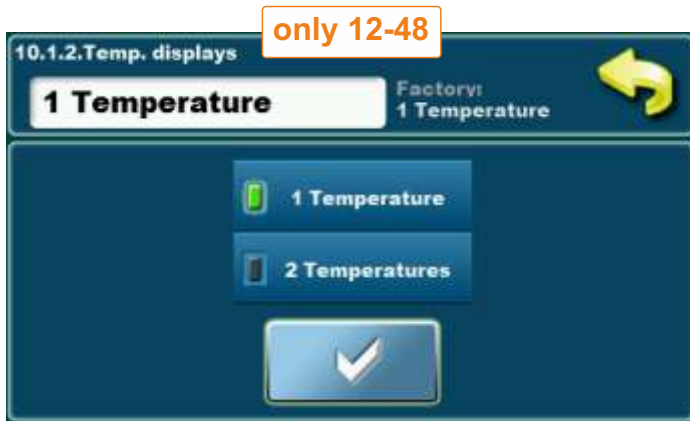 only 12-48
10.1.2.Temp. displays
1 Temperature
Factory:
1 Temperature
1 Temperature
2 Temperatures